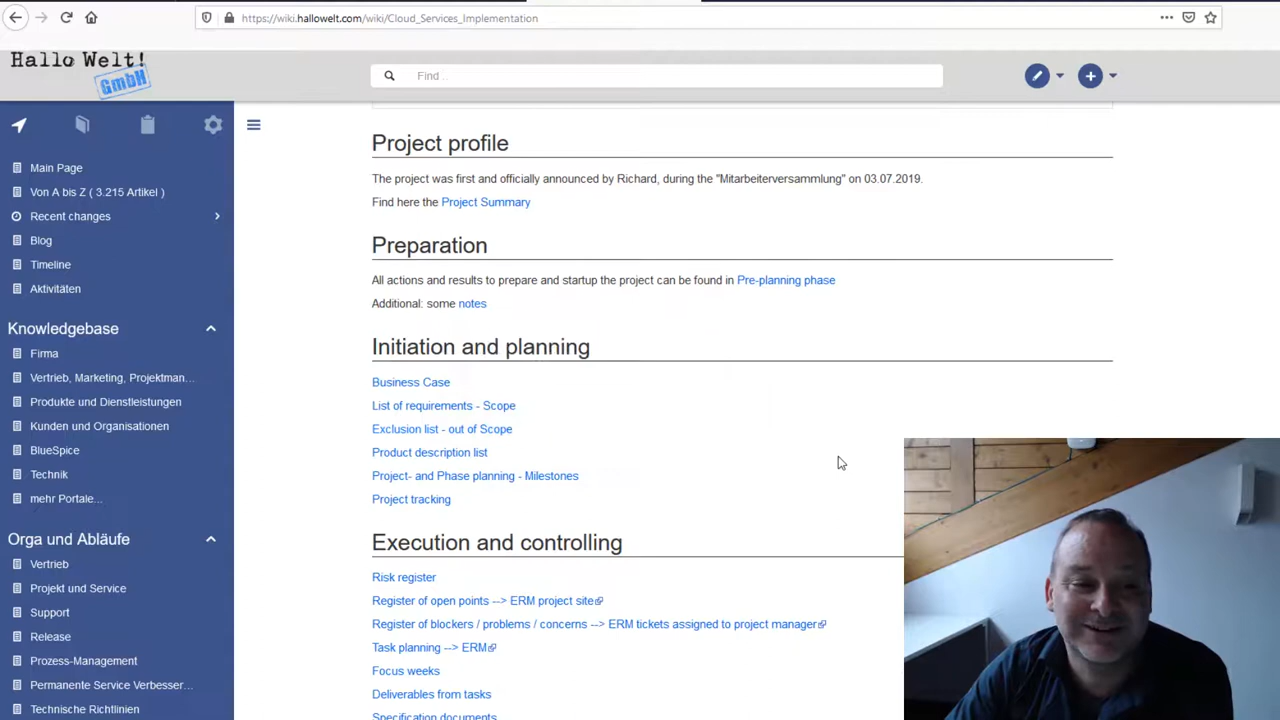 https://wiki.hallowelt.com/wiki/Cloud_Services_Implementation
Hallo Welt!
GmbH
Find ..
Main Page
Von A bis Z ( 3.215 Artikel )
Recent changes
Blog
Timeline
Aktivitäten
Knowledgebase
Firma
Vertrieb, Marketing, Projektman...
Produkte und Dienstleistungen
Kunden und Organisationen
BlueSpice
Technik
mehr Portale...
Orga und Abläufe
Vertrieb
Projekt und Service
Support
Release
Prozess-Management
Permanente Service Verbesser...
Technische Richtlinien
Project profile
The project was first and officially announced by Richard, during the "Mitarbeiterversammlung" on 03.07.2019.
Find here the Project Summary
Preparation
All actions and results to prepare and startup the project can be found in Pre-planning phase
Additional: some notes
Initiation and planning
Business Case
List of requirements - Scope
Exclusion list - out of Scope
Product description list
Project- and Phase planning - Milestones
Project tracking
Execution and controlling
Risk register
Register of open points --> ERM project site
Register of blockers / problems / concerns --> ERM tickets assigned to project manager
Task planning --> ERM
Focus weeks
Deliverables from tasks
Specification documents